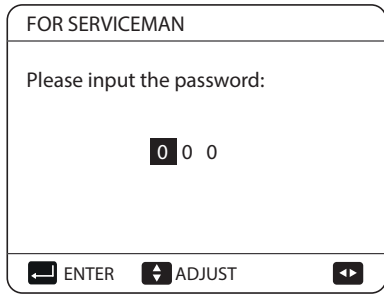 FOR SERVICEMAN
Please input the password:
0 0 0
ENTER ADJUST